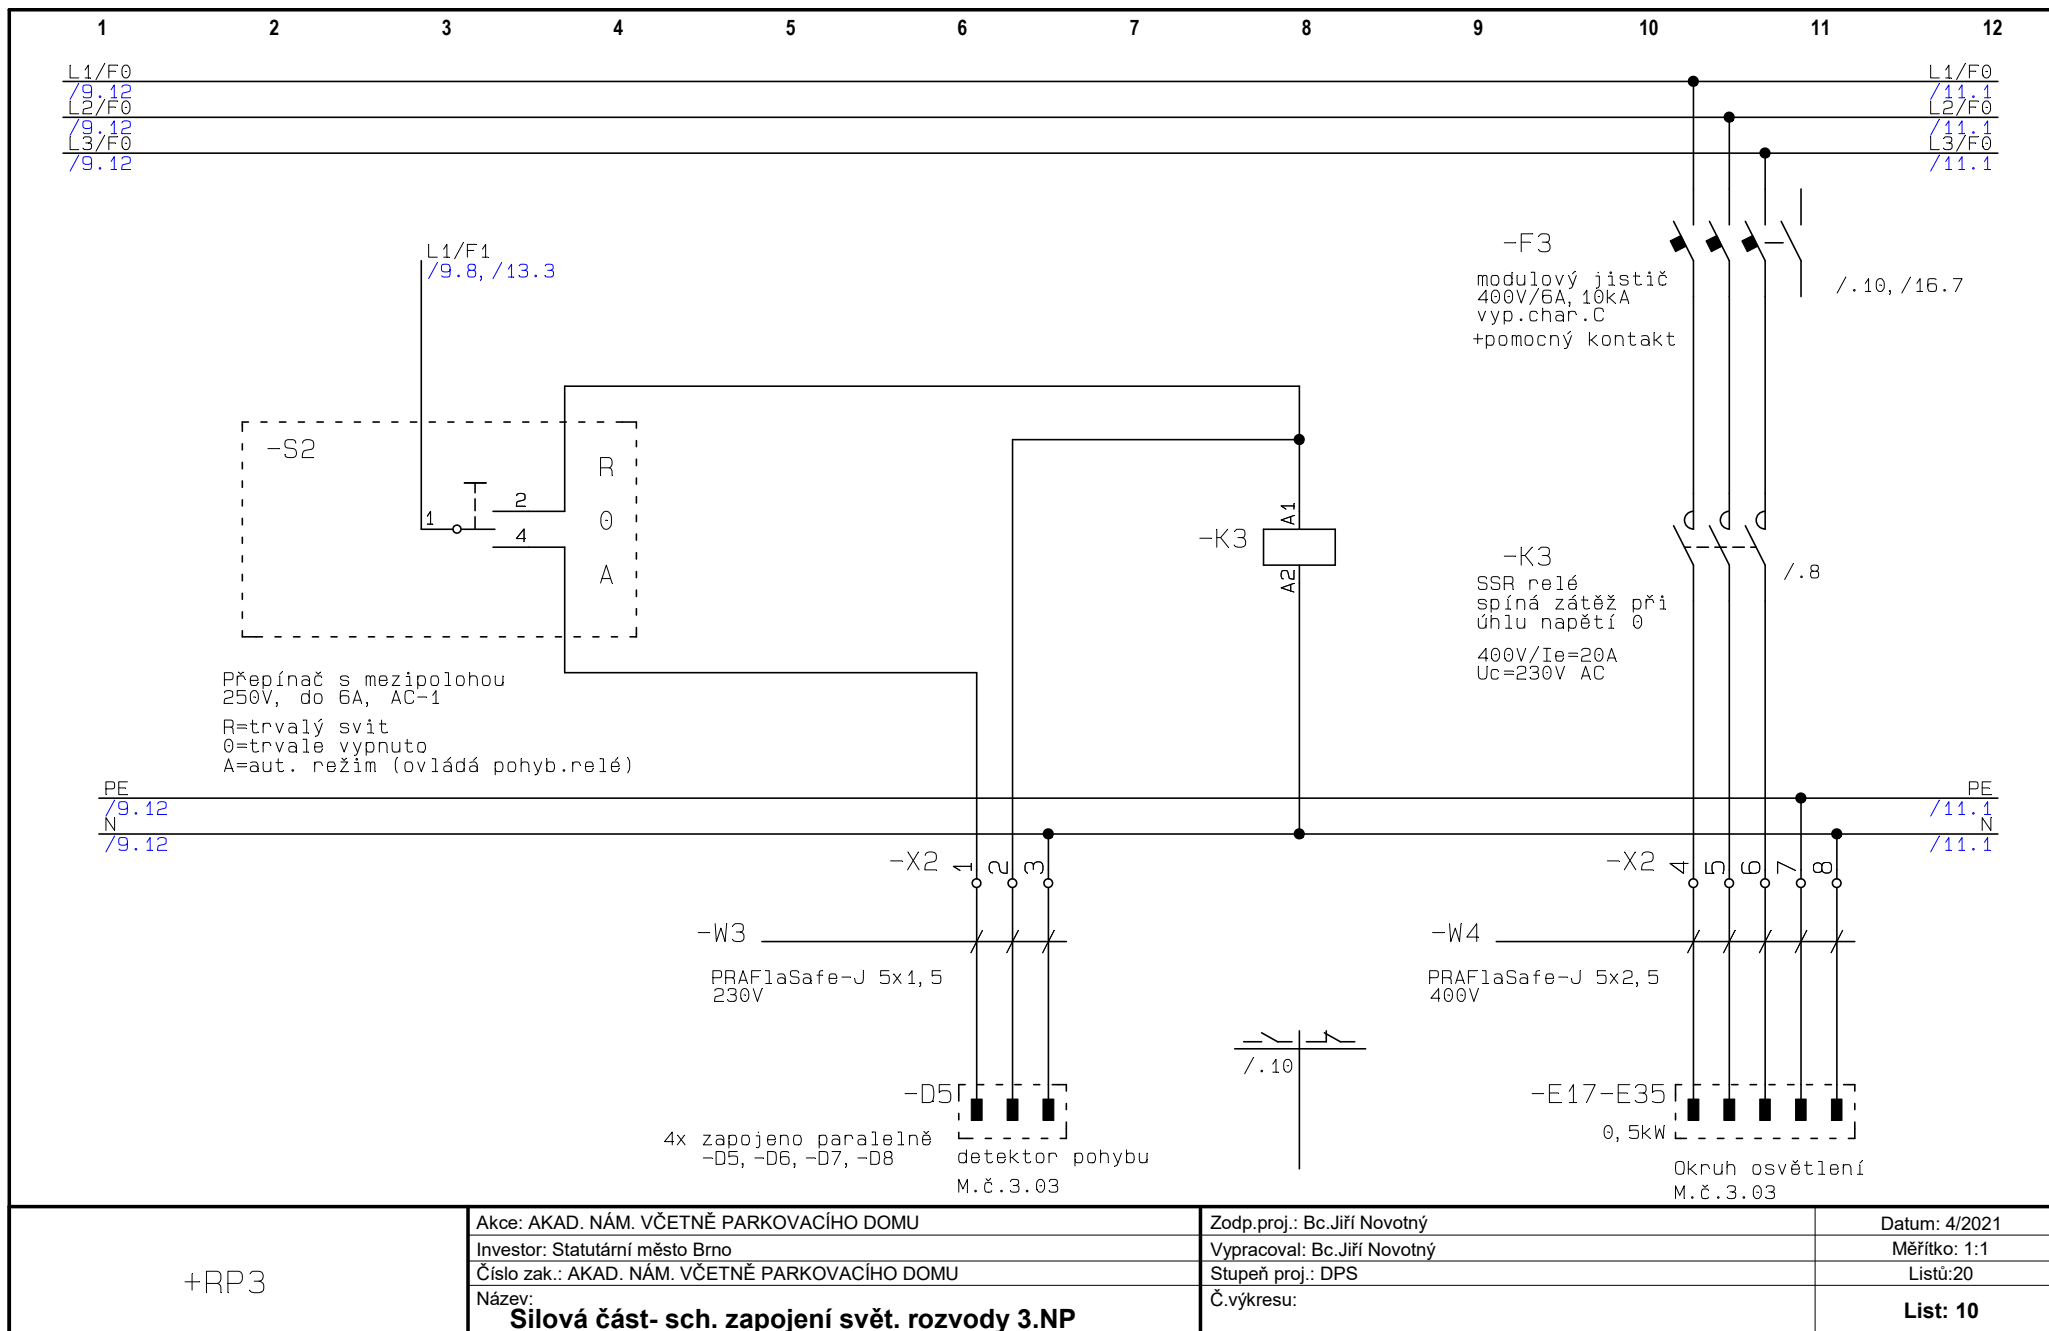 1 2 3 4 5 6 7 8 9 10 11 12
L1/F0
/9.12
L2/F0
/9.12
L3/F0
/9.12
L1/F0
/11.1
L2/F0
/11.1
L3/F0
/11.1
L1/F1
/9.8, /13.3
-F3
modulový jistič
400V/6A, 10kA
vyp.char.C
+pomocný kontakt
/.10, /16.7
-S2
R
0
A
1
2
4
A1
-K3
A2
-K3
SSR relé
spíná zátěž při
úhlu napětí 0
400V/Ie=20A
Uc=230V AC
/.8
Přepínač s mezipolohou
250V, do 6A, AC-1
R=trvalý svit
0=trvale vypnuto
A=aut. režim (ovládá pohyb.relé)
PE
/9.12
N
/9.12
PE
/11.1
N
/11.1
-X2 1 2 3
-X2 4 5 6 7 8
-W3
PRAFlaSafe-J 5x1,5
230V
-W4
PRAFlaSafe-J 5x2,5
400V
/.10
-D5
4x zapojeno paralelně
-D5, -D6, -D7, -D8
detektor pohybu
M.č.3.03
-E17-E35
0,5kW
Okruh osvětlení
M.č.3.03
+RP3
Akce: AKAD. NÁM. VČETNĚ PARKOVACÍHO DOMU
Investor: Statutární město Brno
Číslo zak.: AKAD. NÁM. VČETNĚ PARKOVACÍHO DOMU
Název:
Silová část- sch. zapojení svět. rozvody 3.NP
Zodp.proj.: Bc.Jiří Novotný
Vypracoval: Bc.Jiří Novotný
Stupeň proj.: DPS
Č.výkresu:
Datum: 4/2021
Měřítko: 1:1
Listů:20
List: 10